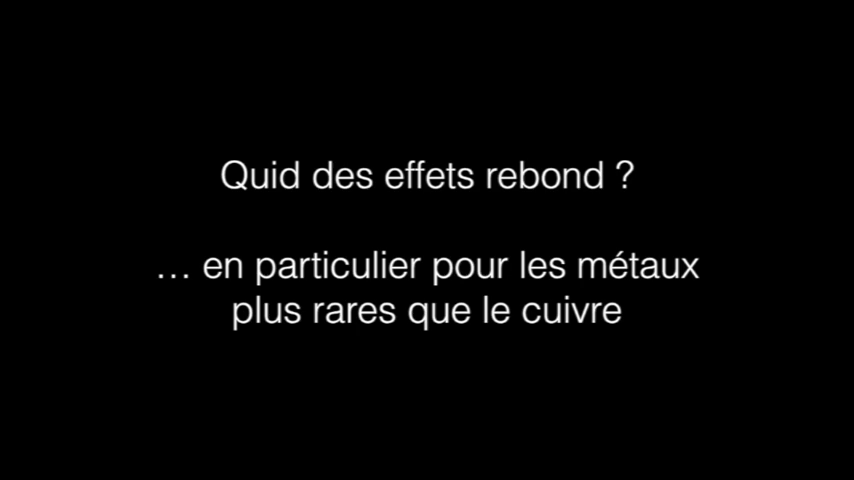 Quid des effets rebond ?
… en particulier pour les métaux
plus rares que le cuivre